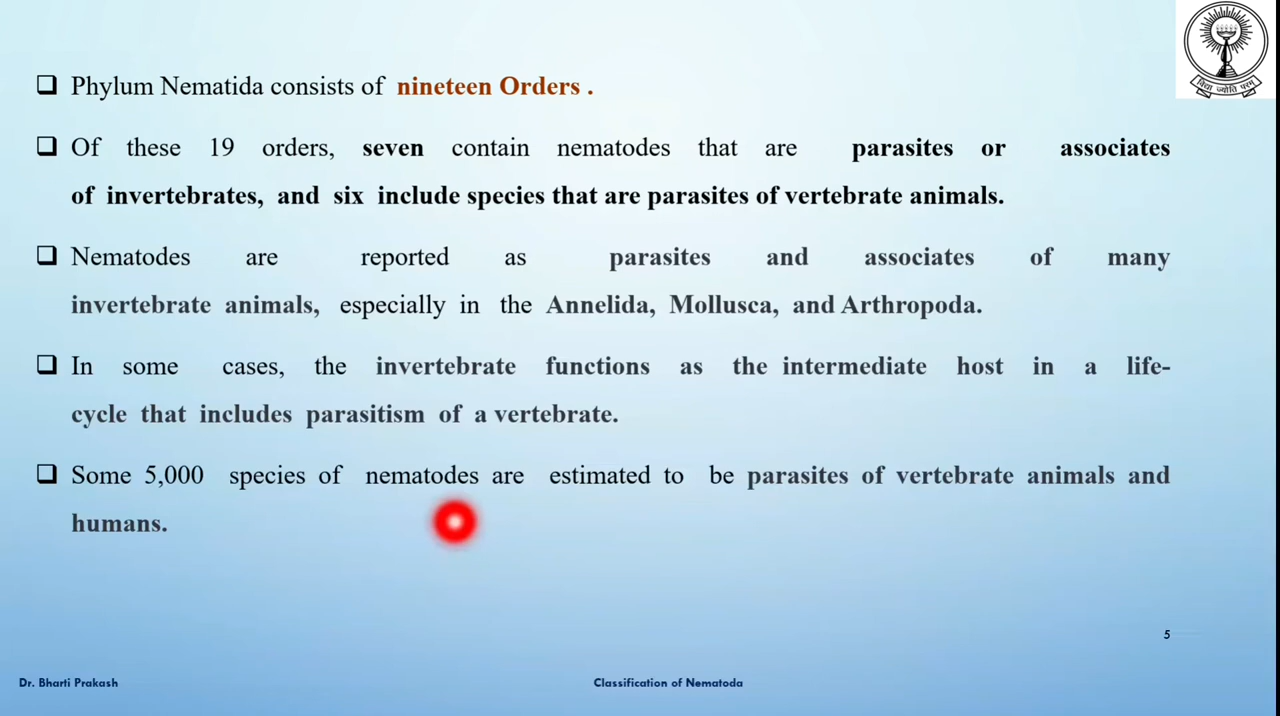 Phylum Nematida consists of nineteen Orders .
Of these 19 orders, seven contain nematodes that are parasites or associates
of invertebrates, and six include species that are parasites of vertebrate animals.
Nematodes are reported as parasites and associates of many
invertebrate animals, especially in the Annelida, Mollusca, and Arthropoda.
In some cases, the invertebrate functions as the intermediate host in a life-
cycle that includes parasitism of a vertebrate.
Some 5,000 species of nematodes are estimated to be parasites of vertebrate animals and
humans.
5
Dr. Bharti Prakash
Classification of Nematoda
विद्या ज्योति परम्